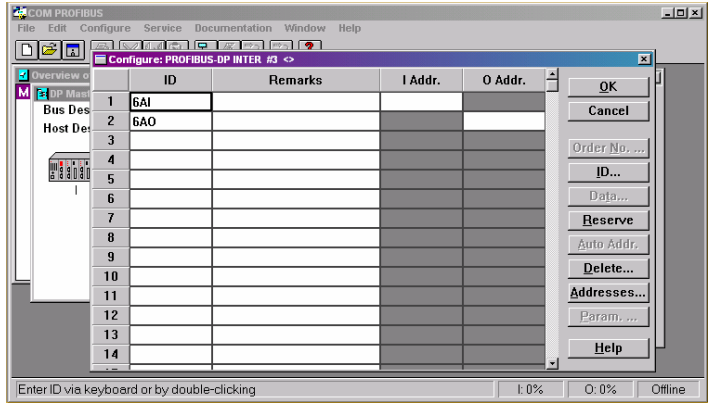 COM PROFIBUS
File Edit Configure Service Documentation Window Help
Configure: PROFIBUS-DP INTER #3 <>
Overview o
M DP Mast
Bus Des
Host Des
ID Remarks I Addr. O Addr.
1 6AI
2 6AO
3
4
5
6
7
8
9
10
11
12
13
14
OK
Cancel
Order No. ...
ID...
Data...
Reserve
Auto Addr.
Delete...
Addresses...
Param. ...
Help
Enter ID via keyboard or by double-clicking I: 0% O: 0% Offline